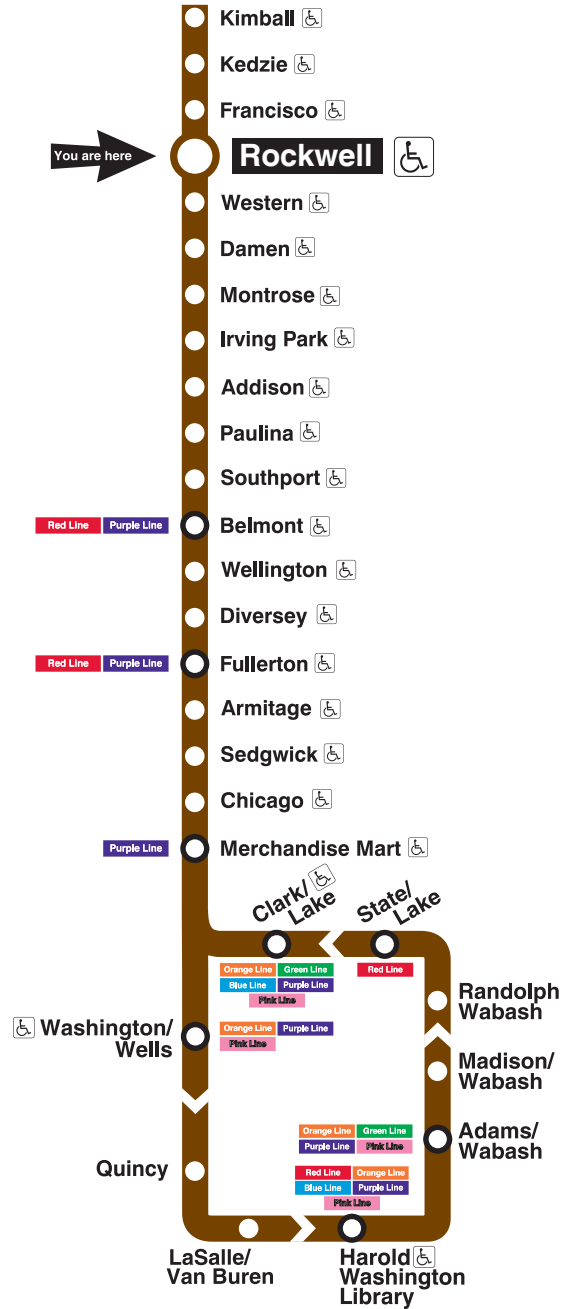 Kimball
Kedzie
Francisco
You are here
Rockwell
Western
Damen
Montrose
Irving Park
Addison
Paulina
Southport
Red Line Purple Line Belmont
Wellington
Diversey
Red Line Purple Line Fullerton
Armitage
Sedgwick
Chicago
Purple Line Merchandise Mart
Clark/
Lake
State/
Lake
Orange Line Green Line
Blue Line Purple Line
Pink Line
Red Line
Randolph
Wabash
Washington/
Wells
Orange Line Purple Line
Pink Line
Madison/
Wabash
Orange Line Green Line
Purple Line Pink Line
Adams/
Wabash
Quincy
Red Line Orange Line
Blue Line Purple Line
Pink Line
LaSalle/
Van Buren
Harold
Washington
Library